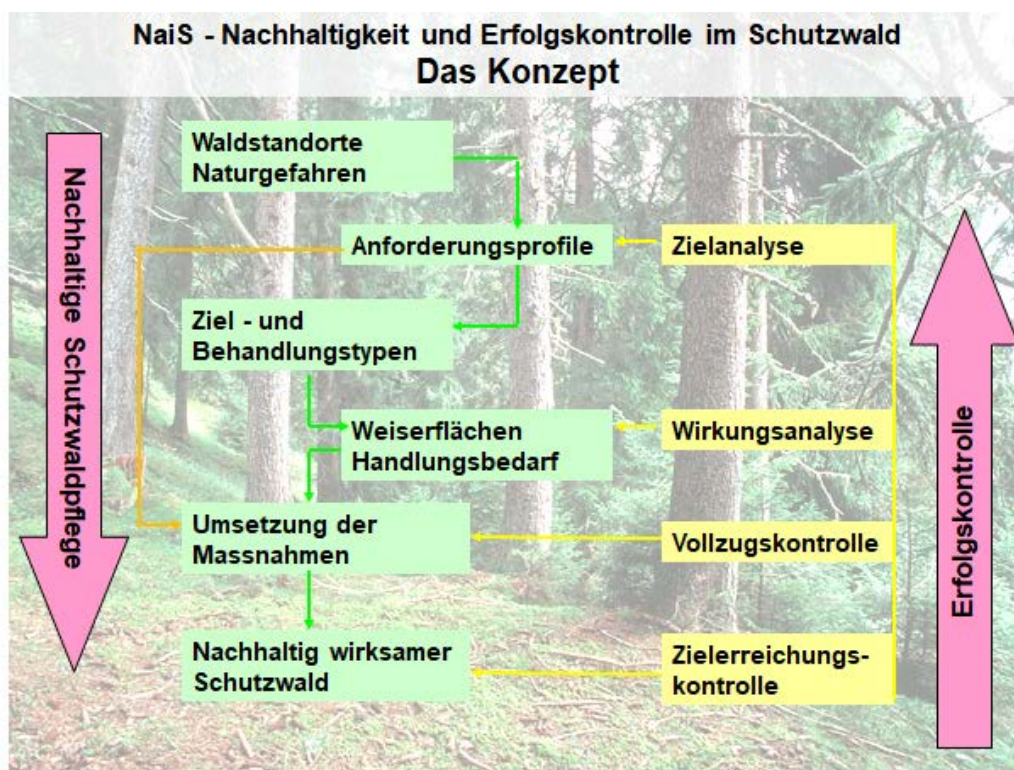 NaiS - Nachhaltigkeit und Erfolgskontrolle im Schutzwald
Das Konzept
Nachhaltige Schutzwaldpflege
Waldstandorte
Naturgefahren
Anforderungsprofile
Zielanalyse
Ziel - und
Behandlungstypen
Weiserflächen
Handlungsbedarf
Wirkungsanalyse
Umsetzung der
Massnahmen
Vollzugskontrolle
Nachhaltig wirksamer
Schutzwald
Zielerreichungs-
kontrolle
Erfolgskontrolle